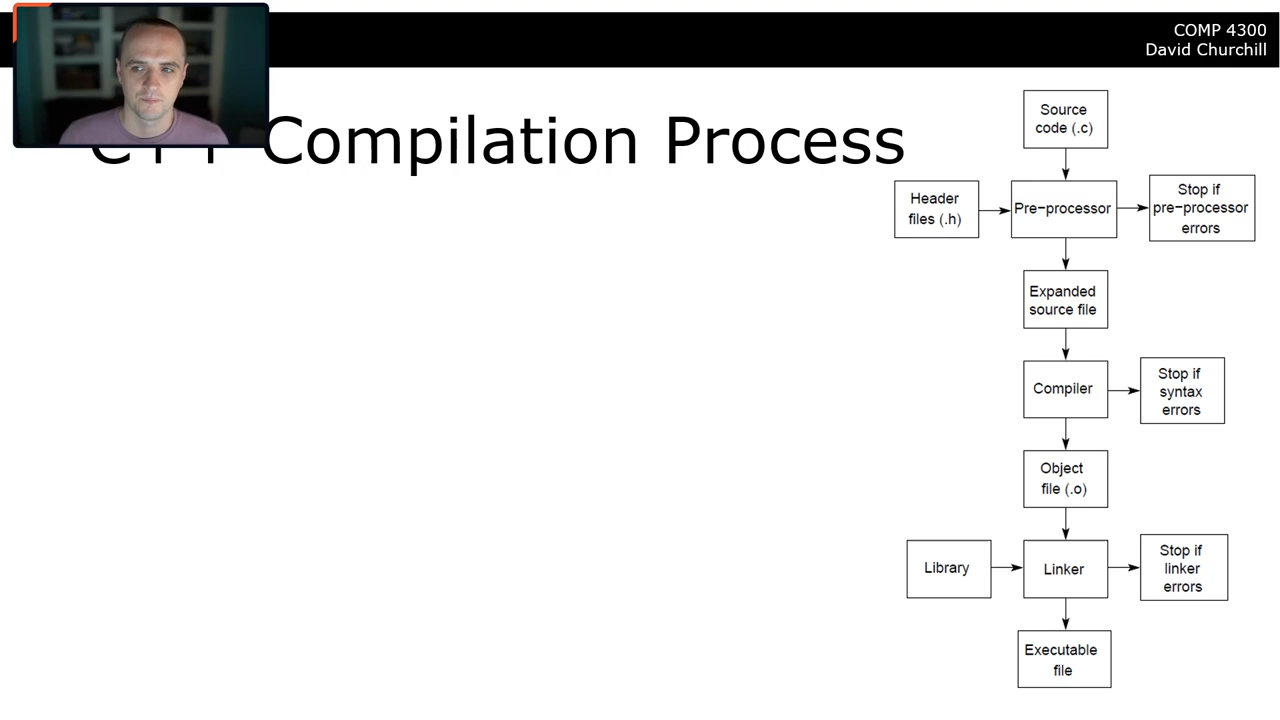 COMP 4300
David Churchill
C++ Compilation Process
Source
code (.c)
Header
files (.h)
Pre−processor
Stop if
pre−processor
errors
Expanded
source file
Compiler
Stop if
syntax
errors
Object
file (.o)
Library
Linker
Stop if
linker
errors
Executable
file